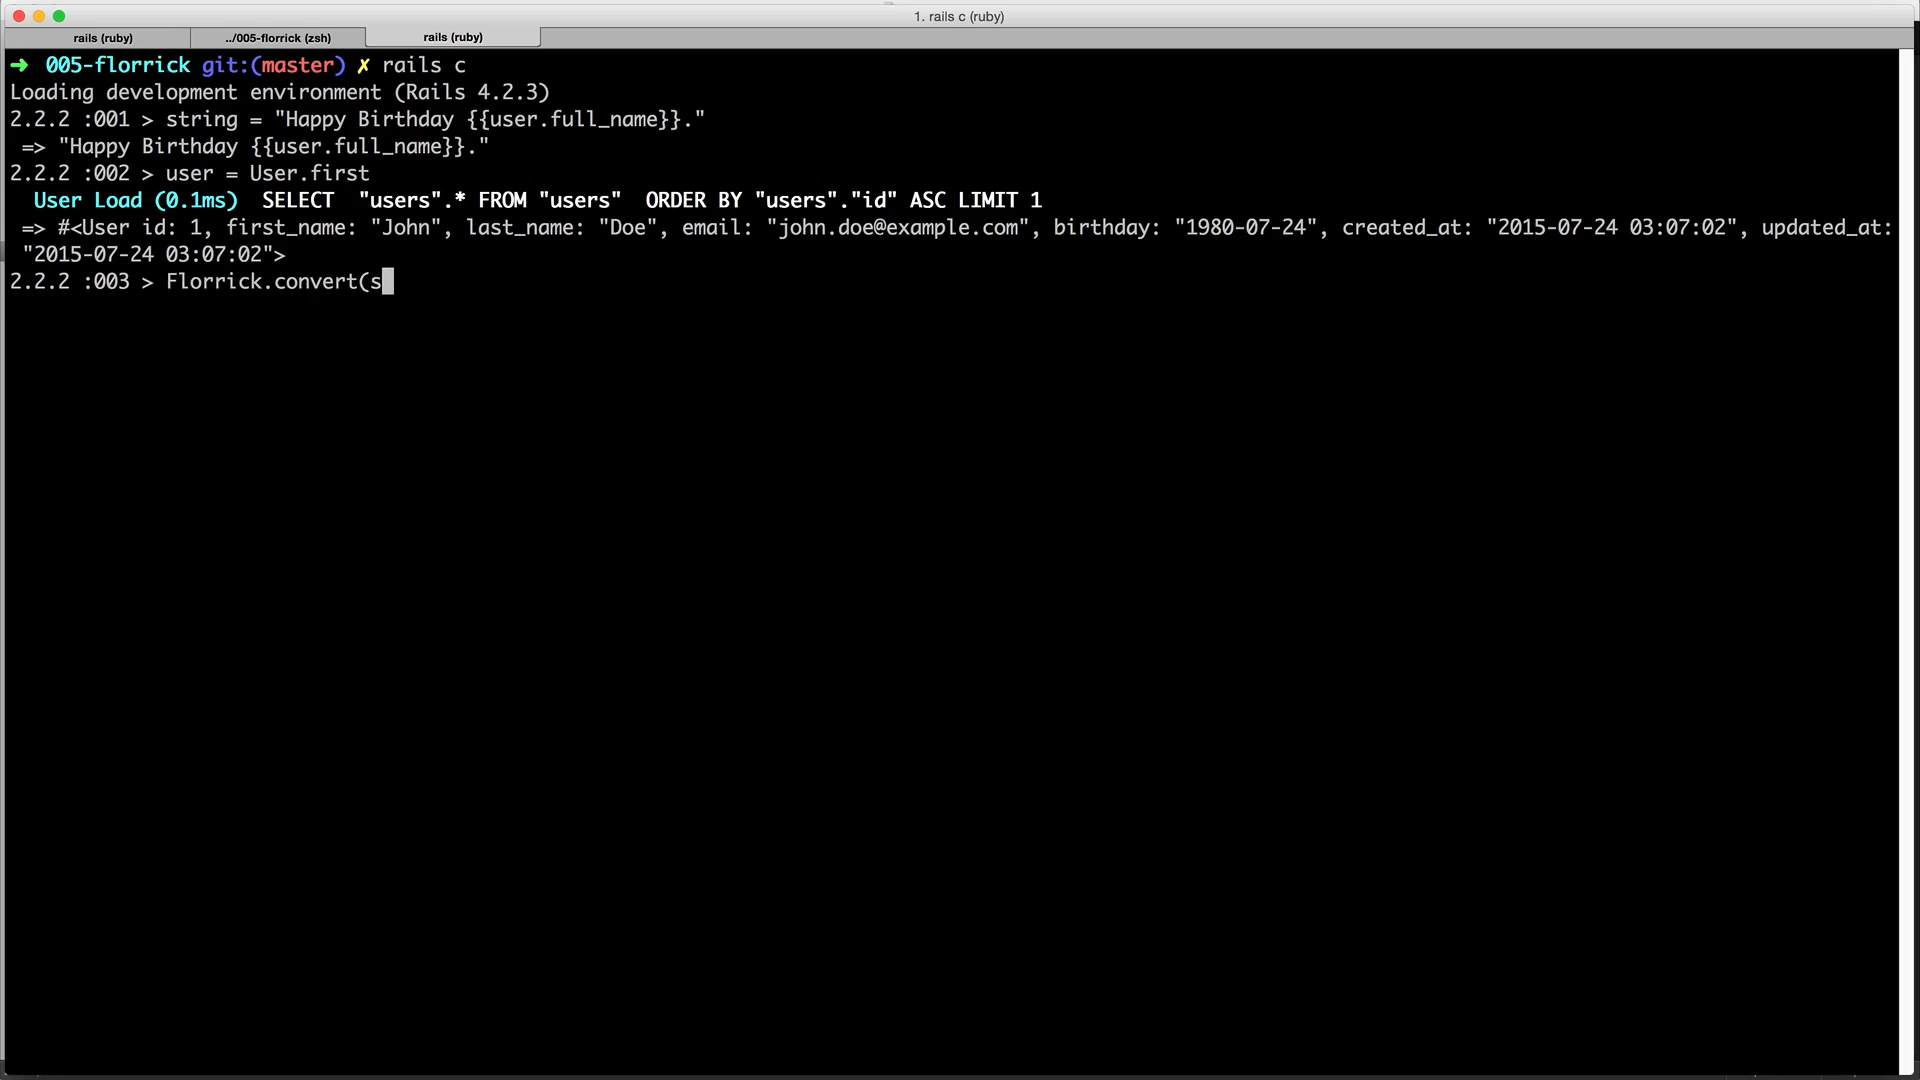 1. rails c (ruby)
rails (ruby)
../005-florrick (zsh)
rails (ruby)
➜ 005-florrick git:(master) ✗ rails c
Loading development environment (Rails 4.2.3)
2.2.2 :001 > string = "Happy Birthday {{user.full_name}}."
=> "Happy Birthday {{user.full_name}}."
2.2.2 :002 > user = User.first
User Load (0.1ms)  SELECT  "users".* FROM "users"  ORDER BY "users"."id" ASC LIMIT 1
=> #<User id: 1, first_name: "John", last_name: "Doe", email: "john.doe@example.com", birthday: "1980-07-24", created_at: "2015-07-24 03:07:02", updated_at:
"2015-07-24 03:07:02">
2.2.2 :003 > Florrick.convert(s